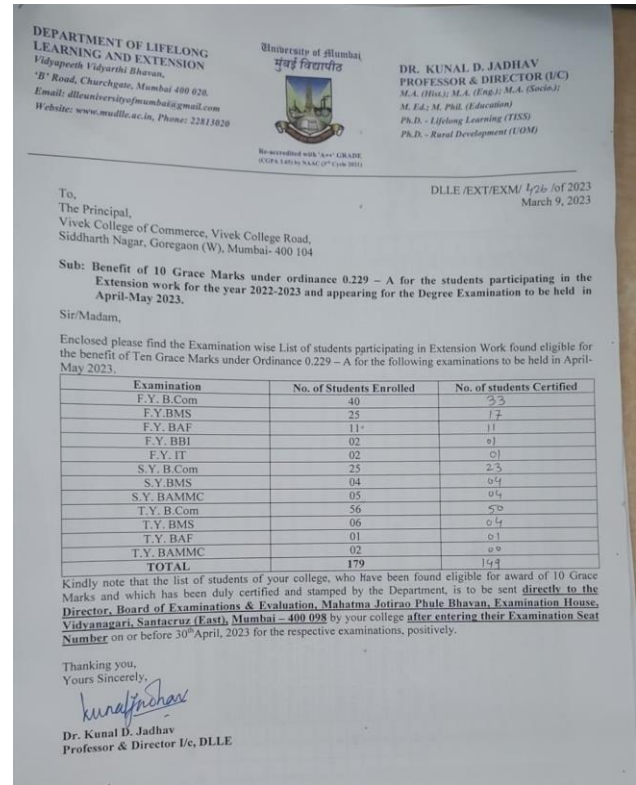 DEPARTMENT OF LIFELONG
LEARNING AND EXTENSION
Vidyapeeth Vidyarthi Bhavan,
'B' Road, Churchgate, Mumbai 400 020.
Email: dlleuniversityofmumbai@gmail.com
Website: www.mudlle.ac.in, Phone: 22813020
University of Mumbai
मुंबई विद्यापीठ
Re-accredited with 'A++' GRADE
(CGPA 3.65) by NAAC (3rd Cycle 2021)
DR. KUNAL D. JADHAV
PROFESSOR & DIRECTOR (I/C)
M.A. (Hist.); M.A. (Eng.); M.A. (Socio.);
M. Ed.; M. Phil. (Education)
Ph.D. - Lifelong Learning (TISS)
Ph.D. - Rural Development (UOM)
DLLE /EXT/EXM/ 426 /of 2023
March 9, 2023
To,
The Principal,
Vivek College of Commerce, Vivek College Road,
Siddharth Nagar, Goregaon (W), Mumbai- 400 104
Sub: Benefit of 10 Grace Marks under ordinance 0.229 – A for the students participating in the
Extension work for the year 2022-2023 and appearing for the Degree Examination to be held in
April-May 2023.
Sir/Madam,
Enclosed please find the Examination wise List of students participating in Extension Work found eligible for
the benefit of Ten Grace Marks under Ordinance 0.229 – A for the following examinations to be held in April-
May 2023.
Examination No. of Students Enrolled No. of students Certified
F.Y. B.Com 40 33
F.Y.BMS 25 17
F.Y. BAF 11 11
F.Y. BBI 02 01
F.Y. IT 02 01
S.Y. B.Com 25 23
S.Y.BMS 04 04
S.Y. BAMMC 05 04
T.Y. B.Com 56 50
T.Y. BMS 06 04
T.Y. BAF 01 01
T.Y. BAMMC 02 00
TOTAL 179 149
Kindly note that the list of students of your college, who have been found eligible for award of 10 Grace
Marks and which has been duly certified and stamped by the Department, is to be sent directly to the
Director, Board of Examinations & Evaluation, Mahatma Jotirao Phule Bhavan, Examination House,
Vidyanagari, Santacruz (East), Mumbai – 400 098 by your college after entering their Examination Seat
Number on or before 30thApril, 2023 for the respective examinations, positively.
Thanking you,
Yours Sincerely,
Dr. Kunal D. Jadhav
Professor & Director I/c, DLLE